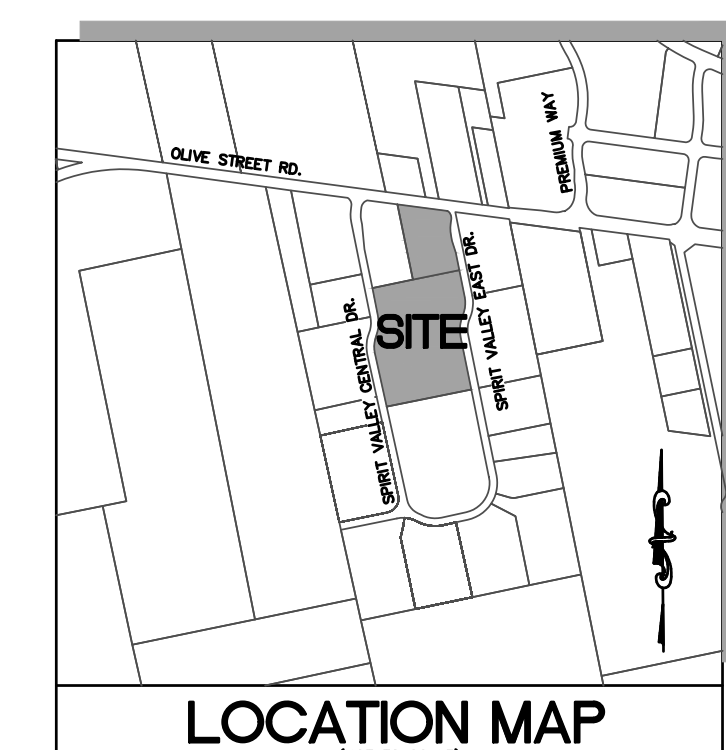 OLIVE STREET RD.
PREMIUM WAY
SPIRIT VALLEY EAST DR.
SITE
SPIRIT VALLEY CENTRAL DR.
LOCATION MAP